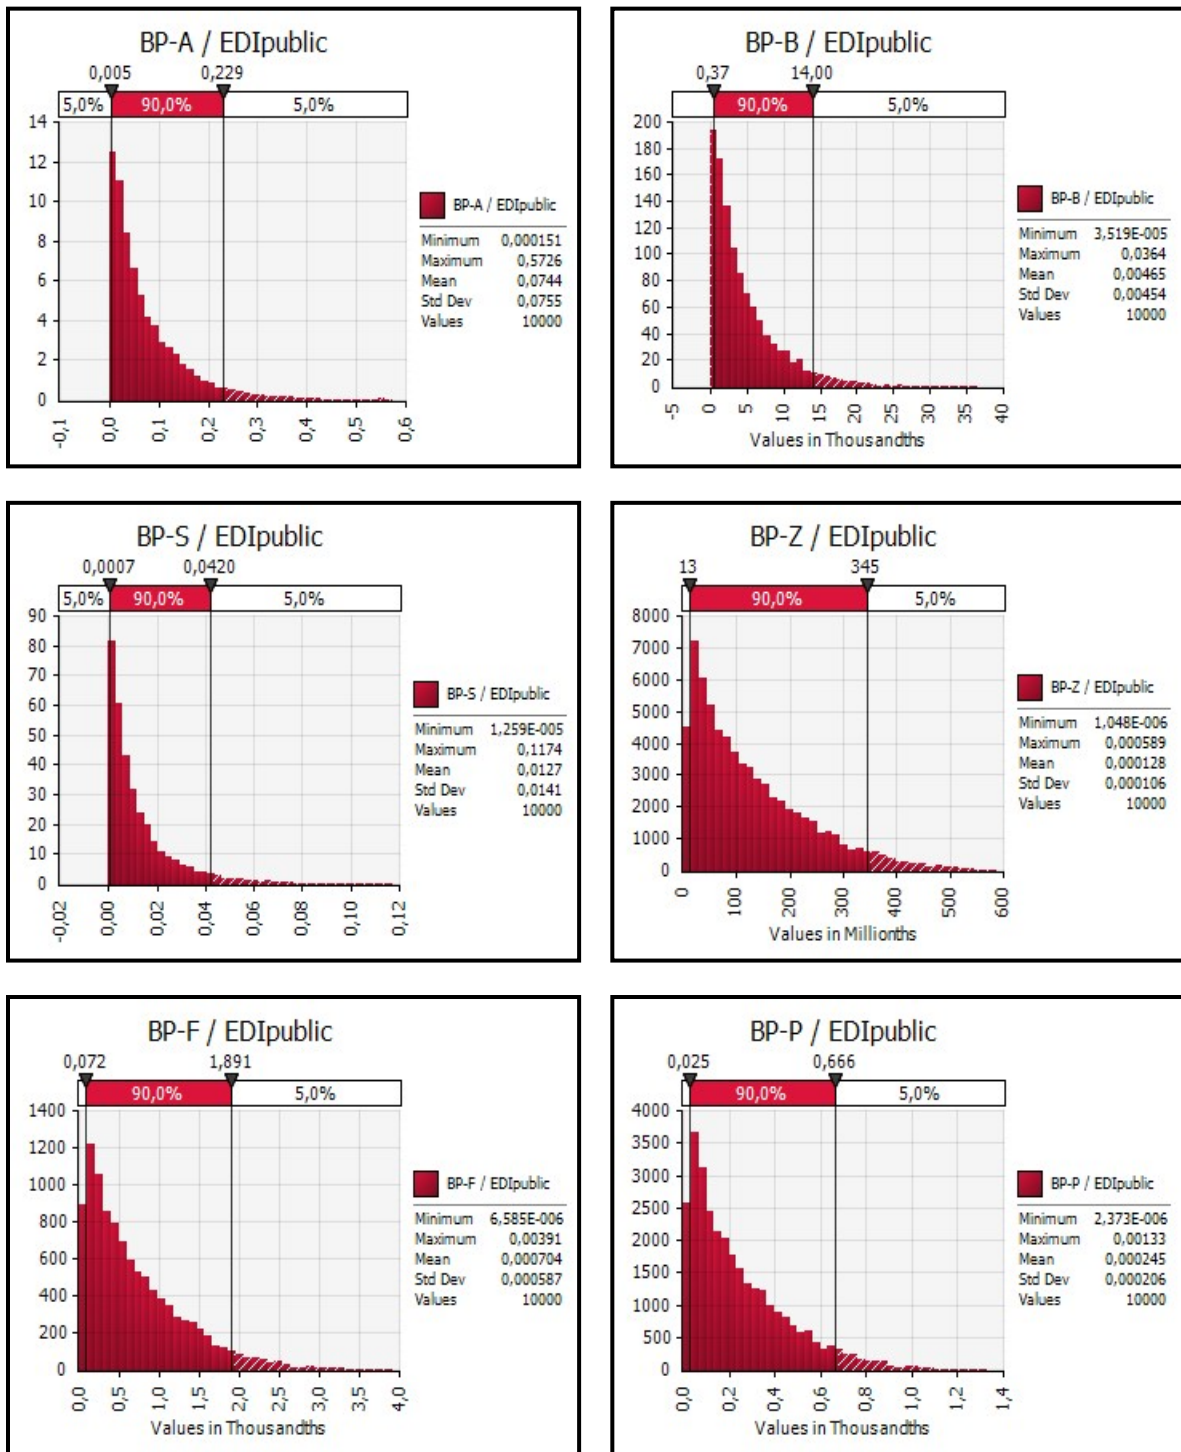 BP-A / EDIpublic
0,005 0,229
5,0% 90,0% 5,0%
14
12
10
8
6
4
2
0
-0,1 0,0 0,1 0,2 0,3 0,4 0,5 0,6
BP-A / EDIpublic
Minimum 0,000151
Maximum 0,5726
Mean 0,0744
Std Dev 0,0755
Values 10000
BP-B / EDIpublic
0,37 14,00
90,0% 5,0%
200
180
160
140
120
100
80
60
40
20
0
-5 0 5 10 15 20 25 30 35 40
Values in Thousandths
BP-B / EDIpublic
Minimum 3,519E-005
Maximum 0,0364
Mean 0,00465
Std Dev 0,00454
Values 10000
BP-S / EDIpublic
0,0007 0,0420
5,0% 90,0% 5,0%
90
80
70
60
50
40
30
20
10
0
-0,02 0,00 0,02 0,04 0,06 0,08 0,10 0,12
BP-S / EDIpublic
Minimum 1,259E-005
Maximum 0,1174
Mean 0,0127
Std Dev 0,0141
Values 10000
BP-Z / EDIpublic
13 345
90,0% 5,0%
8000
7000
6000
5000
4000
3000
2000
1000
0
0 100 200 300 400 500 600
Values in Millionths
BP-Z / EDIpublic
Minimum 1,048E-006
Maximum 0,000589
Mean 0,000128
Std Dev 0,000106
Values 10000
BP-F / EDIpublic
0,072 1,891
90,0% 5,0%
1400
1200
1000
800
600
400
200
0
0,0 0,5 1,0 1,5 2,0 2,5 3,0 3,5 4,0
Values in Thousandths
BP-F / EDIpublic
Minimum 6,585E-006
Maximum 0,00391
Mean 0,000704
Std Dev 0,000587
Values 10000
BP-P / EDIpublic
0,025 0,666
90,0% 5,0%
4000
3500
3000
2500
2000
1500
1000
500
0
0,0 0,2 0,4 0,6 0,8 1,0 1,2 1,4
Values in Thousandths
BP-P / EDIpublic
Minimum 2,373E-006
Maximum 0,00133
Mean 0,000245
Std Dev 0,000206
Values 10000